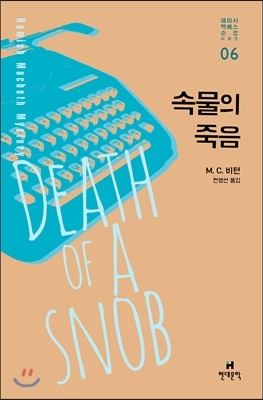 해미시
맥베스
순경
시리즈
06
Hamish Macbeth Mystery
속물의
죽음
M. C. 비턴
전행선 옮김
DEATH
OF A
SNOB
현대문학